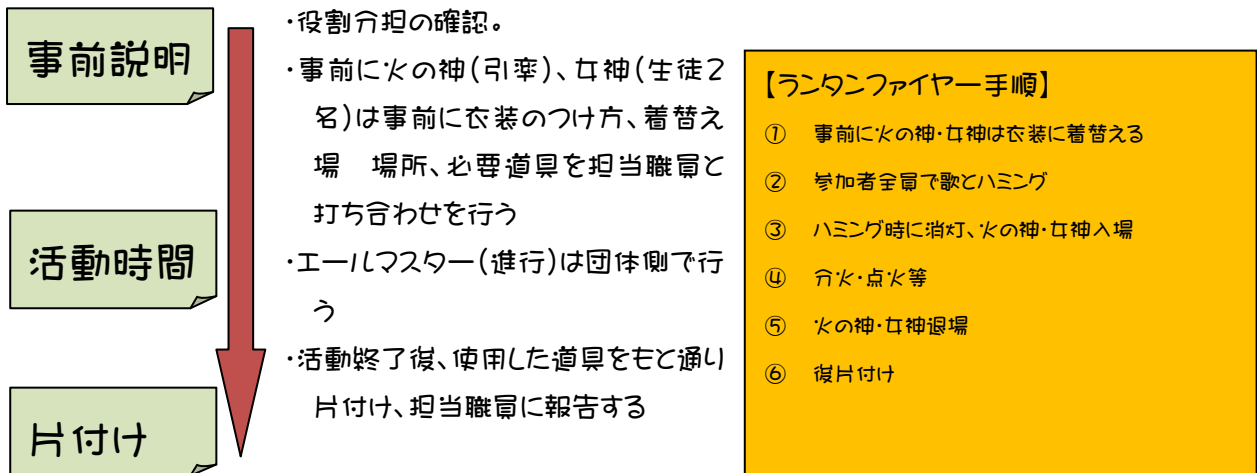 事前説明
活動時間
片付け
・役割分担の確認。
・事前に火の神(引率)、女神(生徒2
名)は事前に衣装のつけ方、着替え
場　場所、必要道具を担当職員と
打ち合わせを行う
・エールマスター(進行)は団体側で行
う
・活動終了後、使用した道具をもと通り
片付け、担当職員に報告する
【ランタンファイヤー手順】
① 事前に火の神・女神は衣装に着替える
② 参加者全員で歌とハミング
③ ハミング時に消灯、火の神・女神入場
④ 分火・点火等
⑤ 火の神・女神退場
⑥ 後片付け